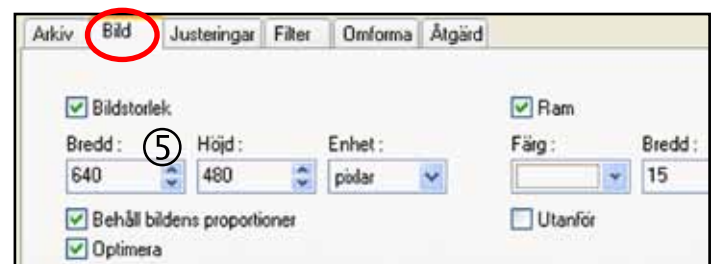 Arkiv Bild Justeringar Filter Omforma Åtgärd
Bildstorlek Ram
Bredd : ⑤ Höjd : Enhet : Färg : Bredd :
640 480 pixlar 15
Behåll bildens proportioner Utanför
Optimera